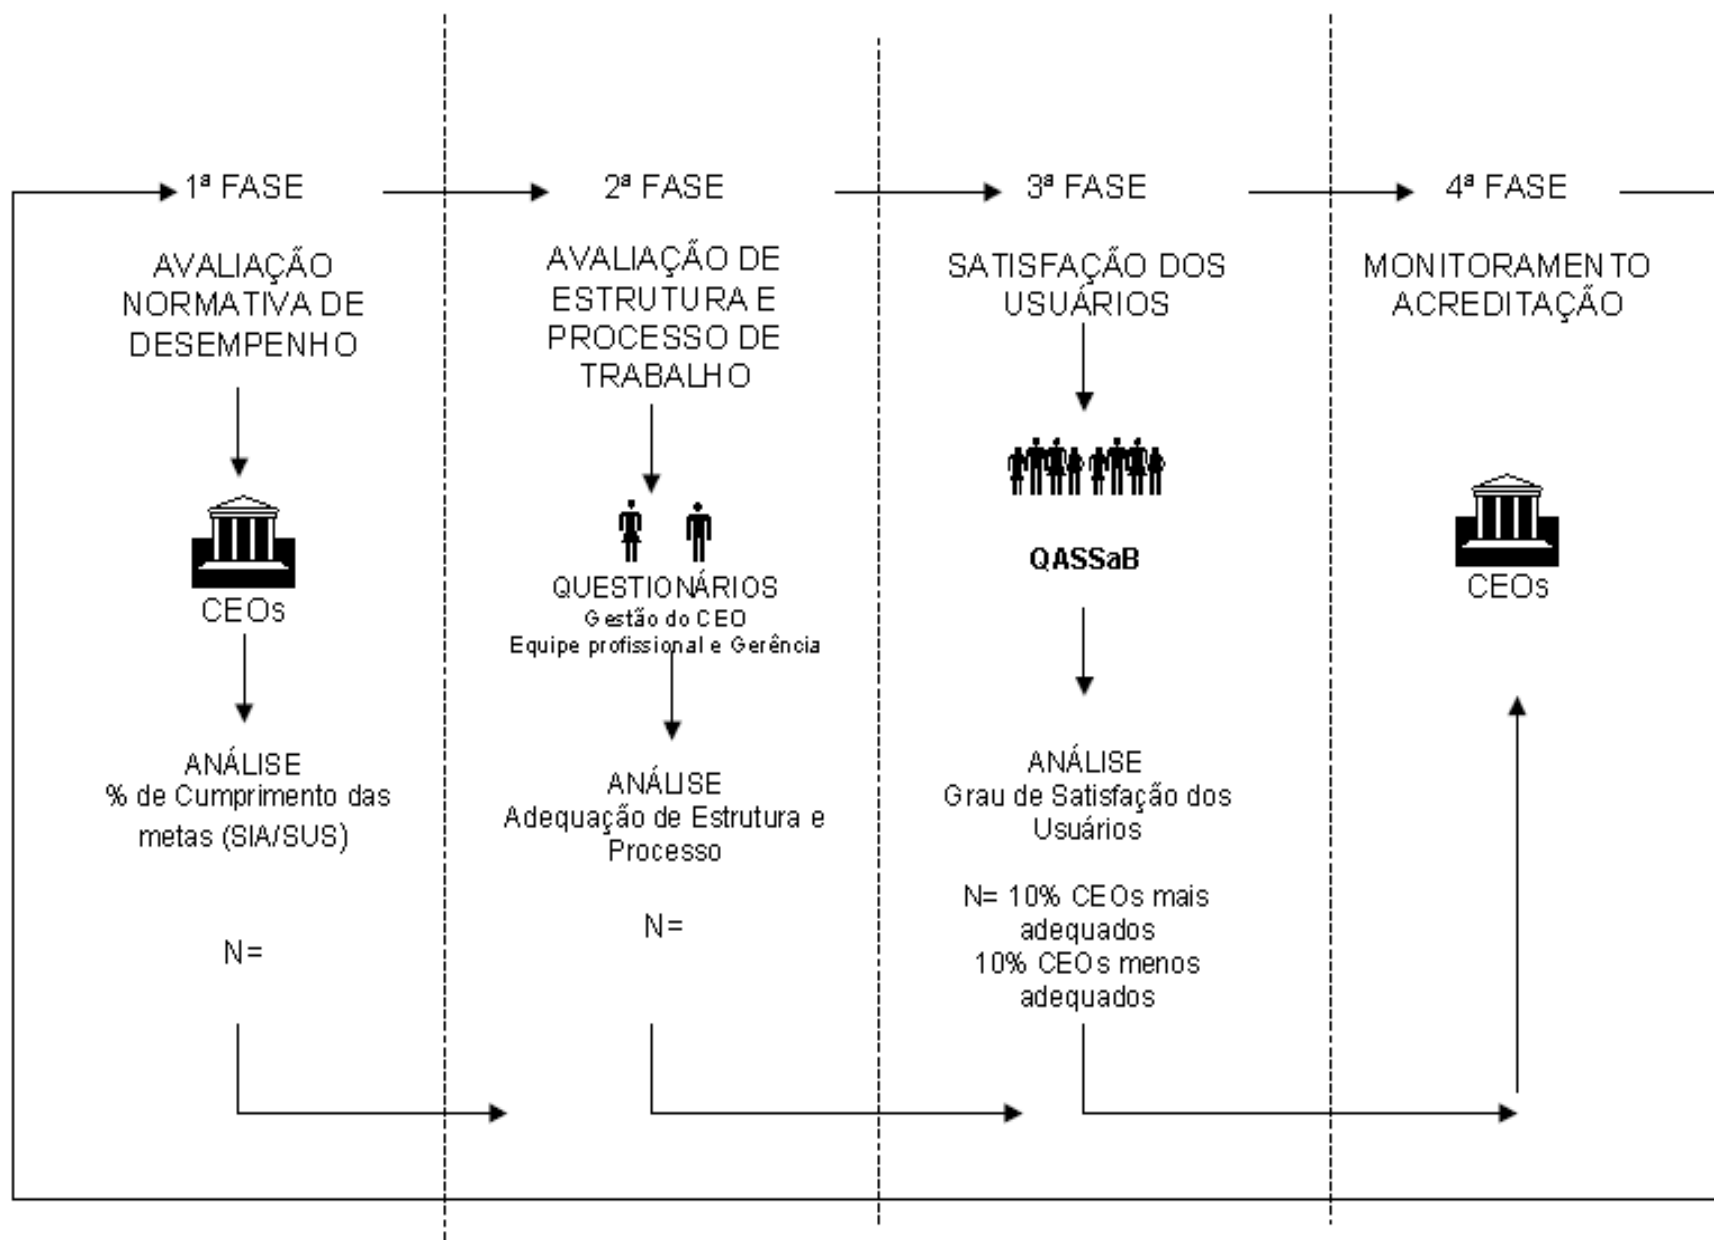 1ª FASE
AVALIAÇÃO
NORMATIVA DE
DESEMPENHO
CEOs
ANÁLISE
% de Cumprimento das
metas (SIA/SUS)
N=
2ª FASE
AVALIAÇÃO DE
ESTRUTURA E
PROCESSO DE
TRABALHO
QUESTIONÁRIOS
Gestão do CEO
Equipe profissional e Gerência
ANÁLISE
Adequação de Estrutura e
Processo
N=
3ª FASE
SATISFAÇÃO DOS
USUÁRIOS
QASSaB
ANÁLISE
Grau de Satisfação dos
Usuários
N= 10% CEOs mais
adequados
10% CEOs menos
adequados
4ª FASE
MONITORAMENTO
ACREDITAÇÃO
CEOs